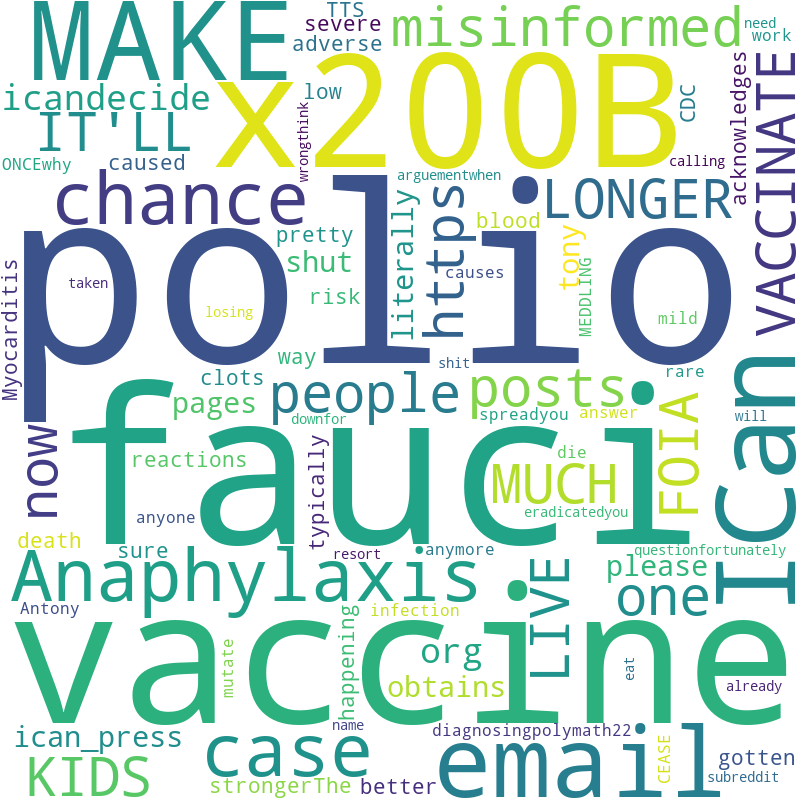 TTS
need
MAKE
severe
misinformed
work
adverse
x200B
icandecide
low
CDC
acknowledges
VACCINATE
IT'LL
wrongthink
ONCEwhy
caused
calling
arguementwhen
chance
https
LONGER
literally
blood
tony
pretty
shut
causes
MEDDLING
Myocarditis
polio
taken
risk
losing
mild
way
shit
rare
clots
people
posts
ICan
pages
spreadyou
answer
will
downfor
FOIA
now
fauci
typically
die
reactions
MUCH
anyone
eradicatedyou
death
sure
resort
anymore
questionfortunately
Anaphylaxis
LIVE
please
one
Antony
infection
vaccine
happening
mutate
org
eat
obtains
already
name
ican_press
case
diagnosingpolymath22
email
CEASE
gotten
KIDS
strongerThe
better
subreddit